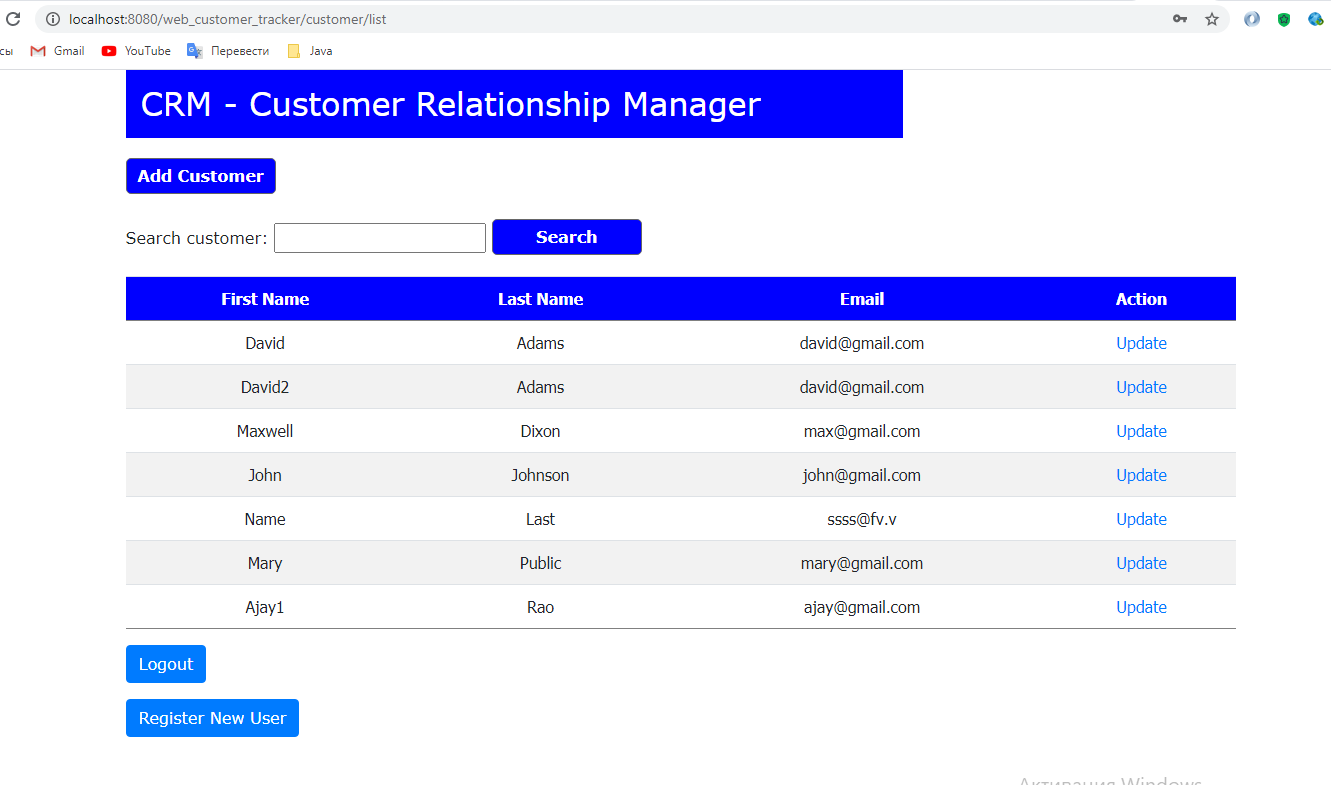 localhost:8080/web_customer_tracker/customer/list
сы Gmail YouTube Перевести Java
CRM - Customer Relationship Manager
Add Customer
Search customer: Search
First Name Last Name Email Action
David Adams david@gmail.com Update
David2 Adams david@gmail.com Update
Maxwell Dixon max@gmail.com Update
John Johnson john@gmail.com Update
Name Last ssss@fv.v Update
Mary Public mary@gmail.com Update
Ajay1 Rao ajay@gmail.com Update
Logout
Register New User
Активация Windows